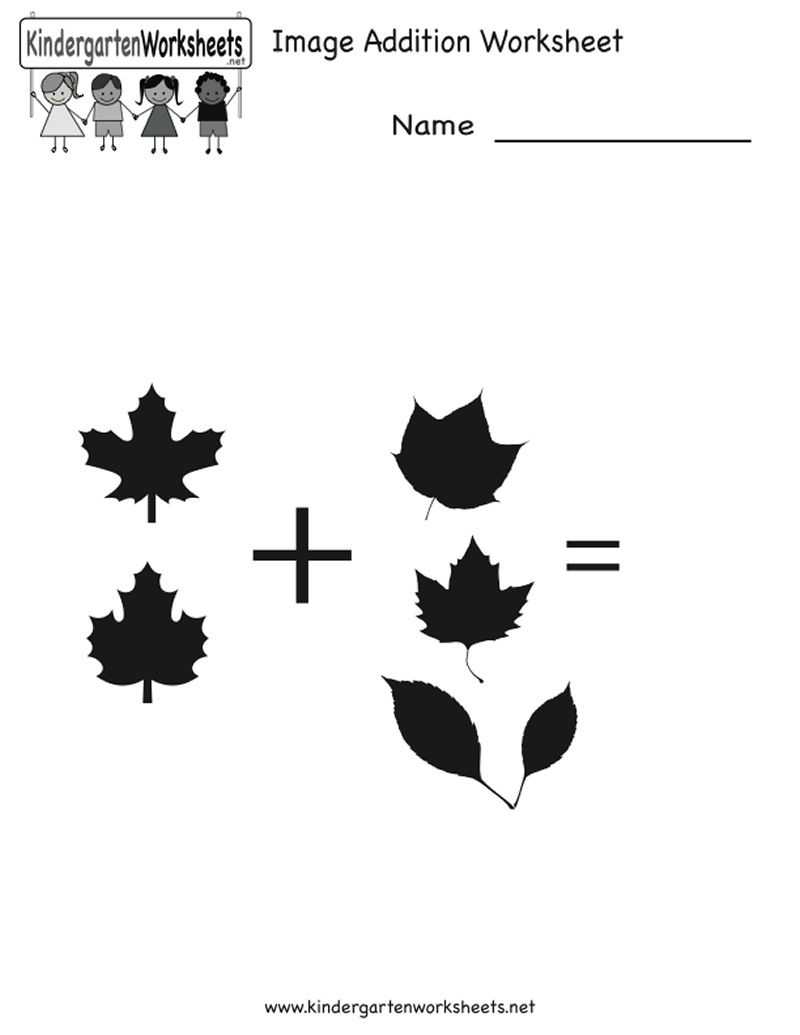 KindergartenWorksheets
.net
Image Addition Worksheet
Name
+
=
www.kindergartenworksheets.net